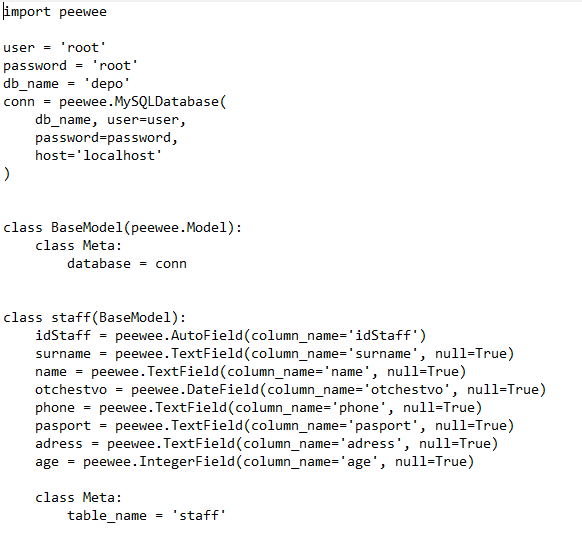 import peewee

user = 'root'
password = 'root'
db_name = 'depo'
conn = peewee.MySQLDatabase(
    db_name, user=user,
    password=password,
    host='localhost'
)


class BaseModel(peewee.Model):
    class Meta:
        database = conn


class staff(BaseModel):
    idStaff = peewee.AutoField(column_name='idStaff')
    surname = peewee.TextField(column_name='surname', null=True)
    name = peewee.TextField(column_name='name', null=True)
    otchestvo = peewee.DateField(column_name='otchestvo', null=True)
    phone = peewee.TextField(column_name='phone', null=True)
    pasport = peewee.TextField(column_name='pasport', null=True)
    adress = peewee.TextField(column_name='adress', null=True)
    age = peewee.IntegerField(column_name='age', null=True)

    class Meta:
        table_name = 'staff'